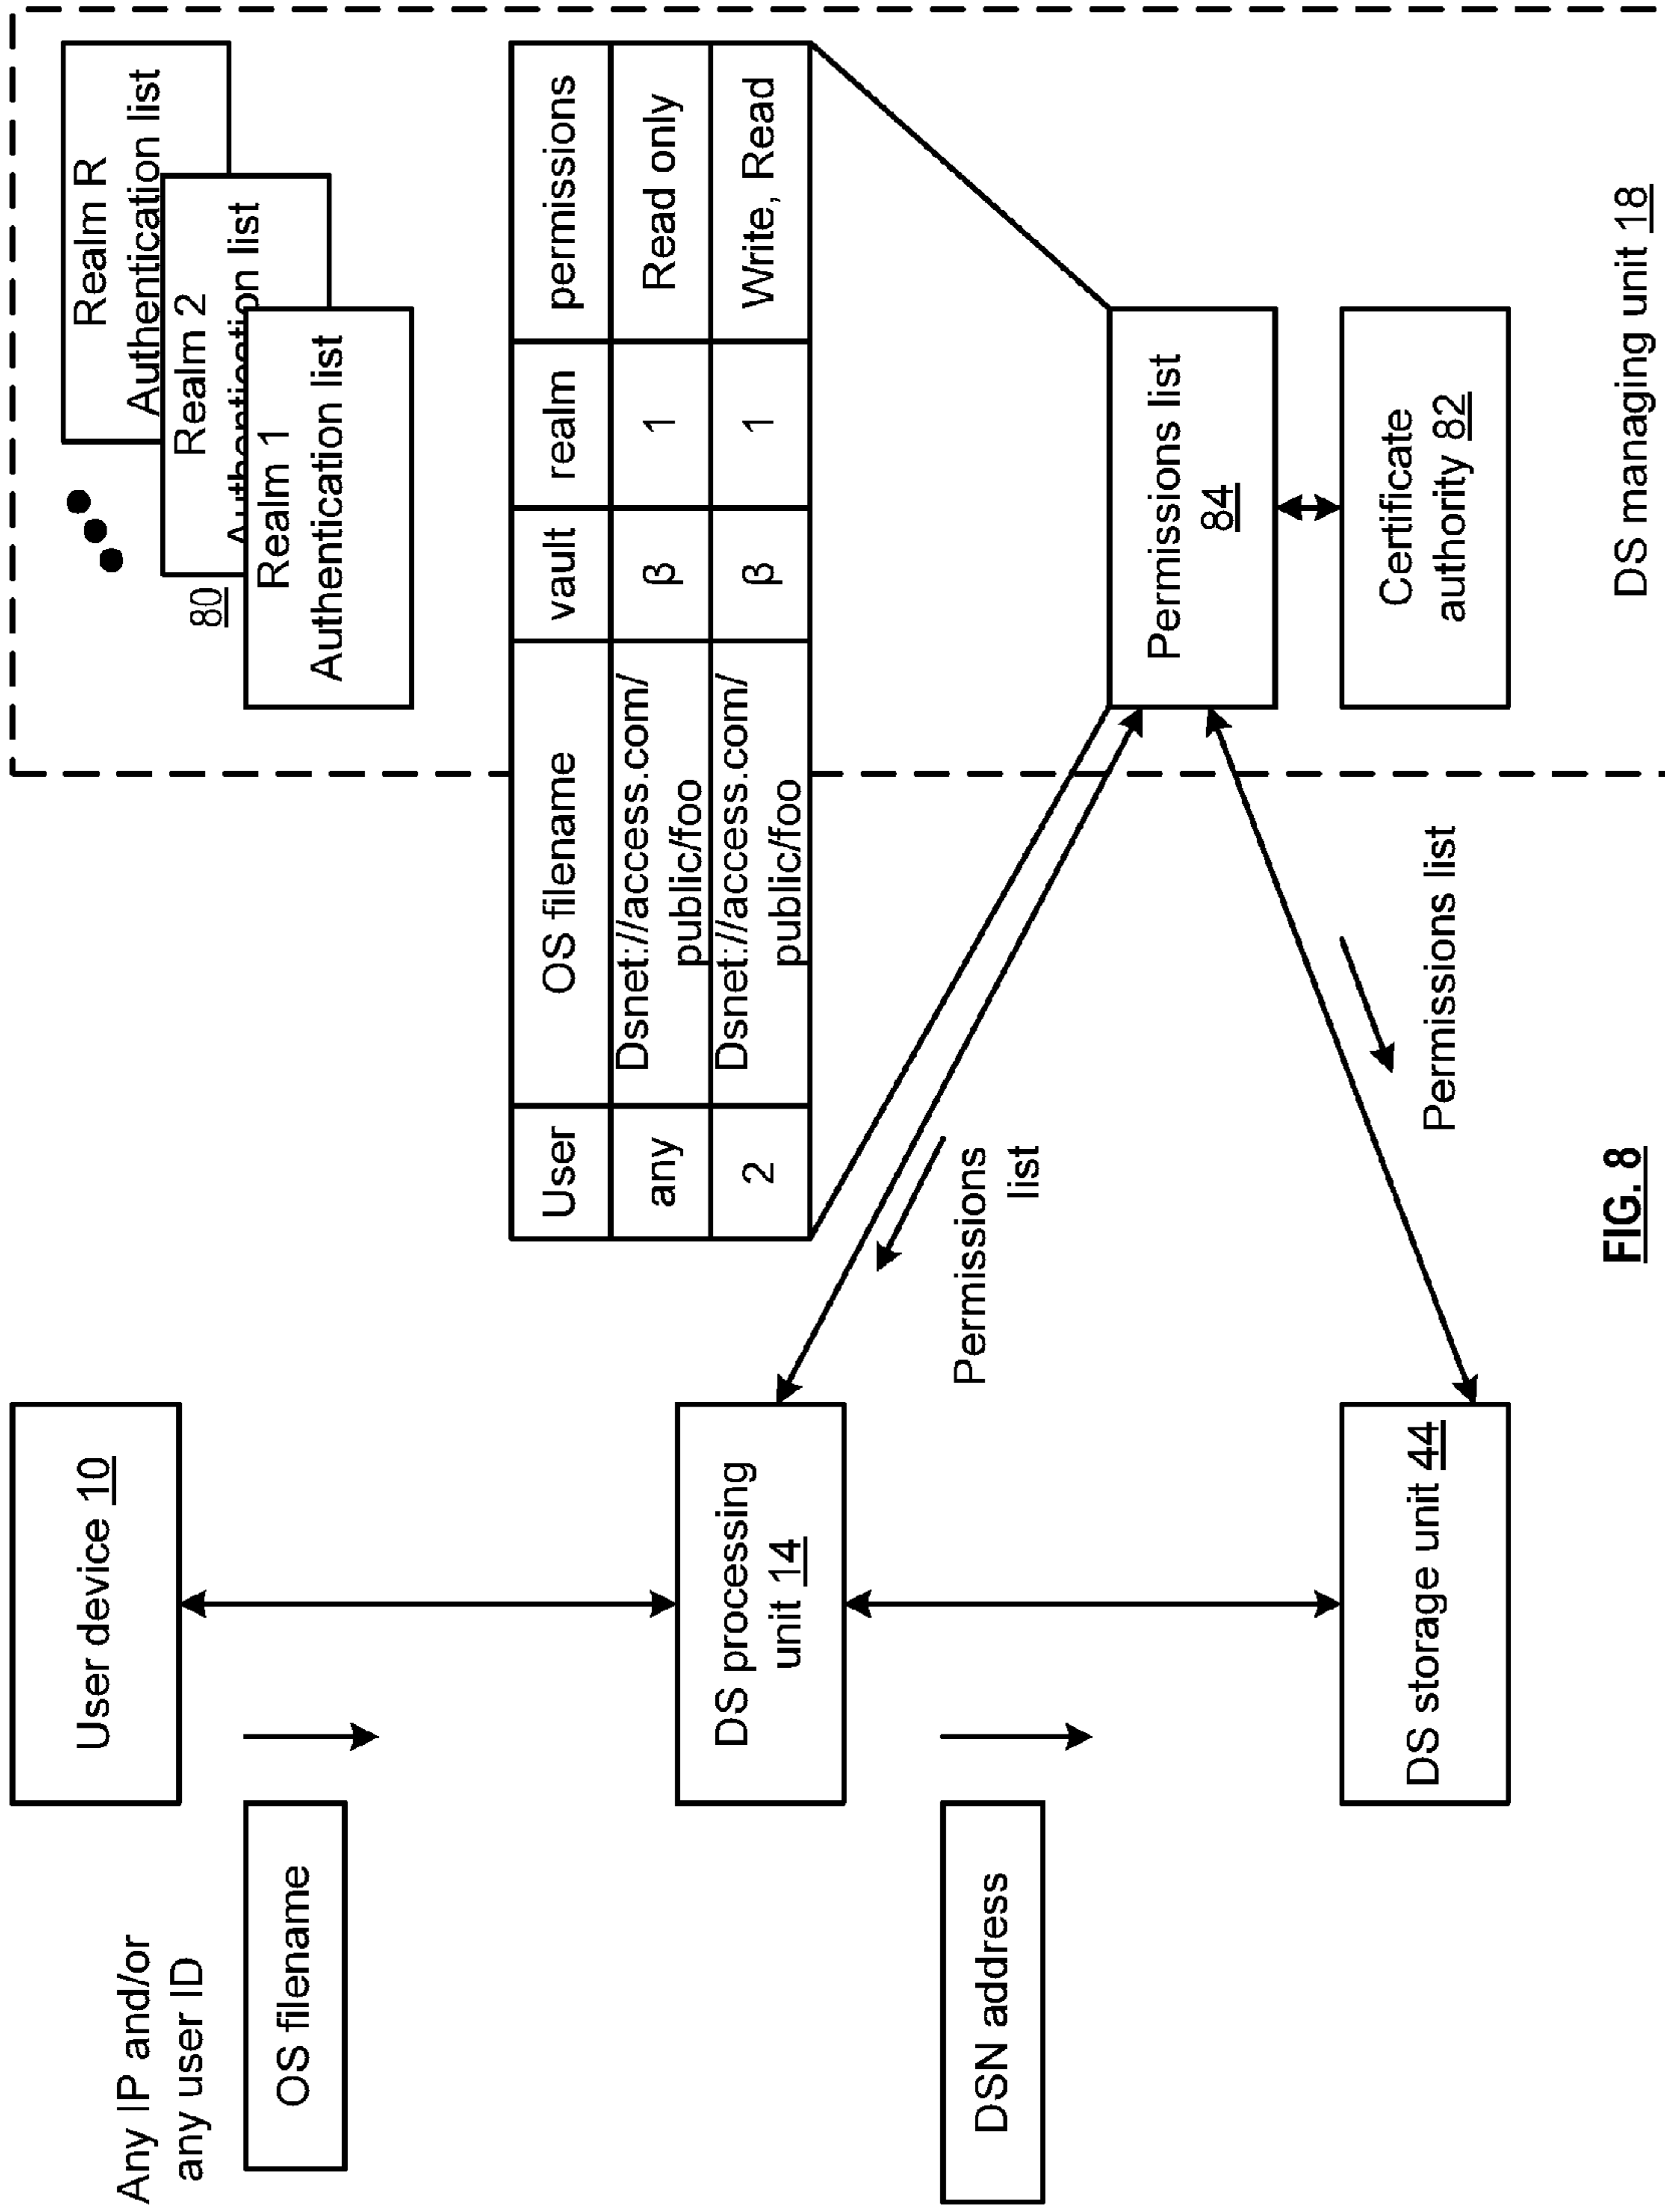 Any IP and/or
any user ID
OS filename
User device 10
DSN address
DS processing
unit 14
DS storage unit 44
Permissions
list
Permissions list
Realm R
Authentication list
Realm 2
Authentication list
80
Realm 1
Authentication list
User OS filename vault realm permissions
any Dsnet://access.com/ β 1 Read only
public/foo
2 Dsnet://access.com/ β 1 Write, Read
public/foo
Permissions list
84
Certificate
authority 82
DS managing unit 18
FIG. 8